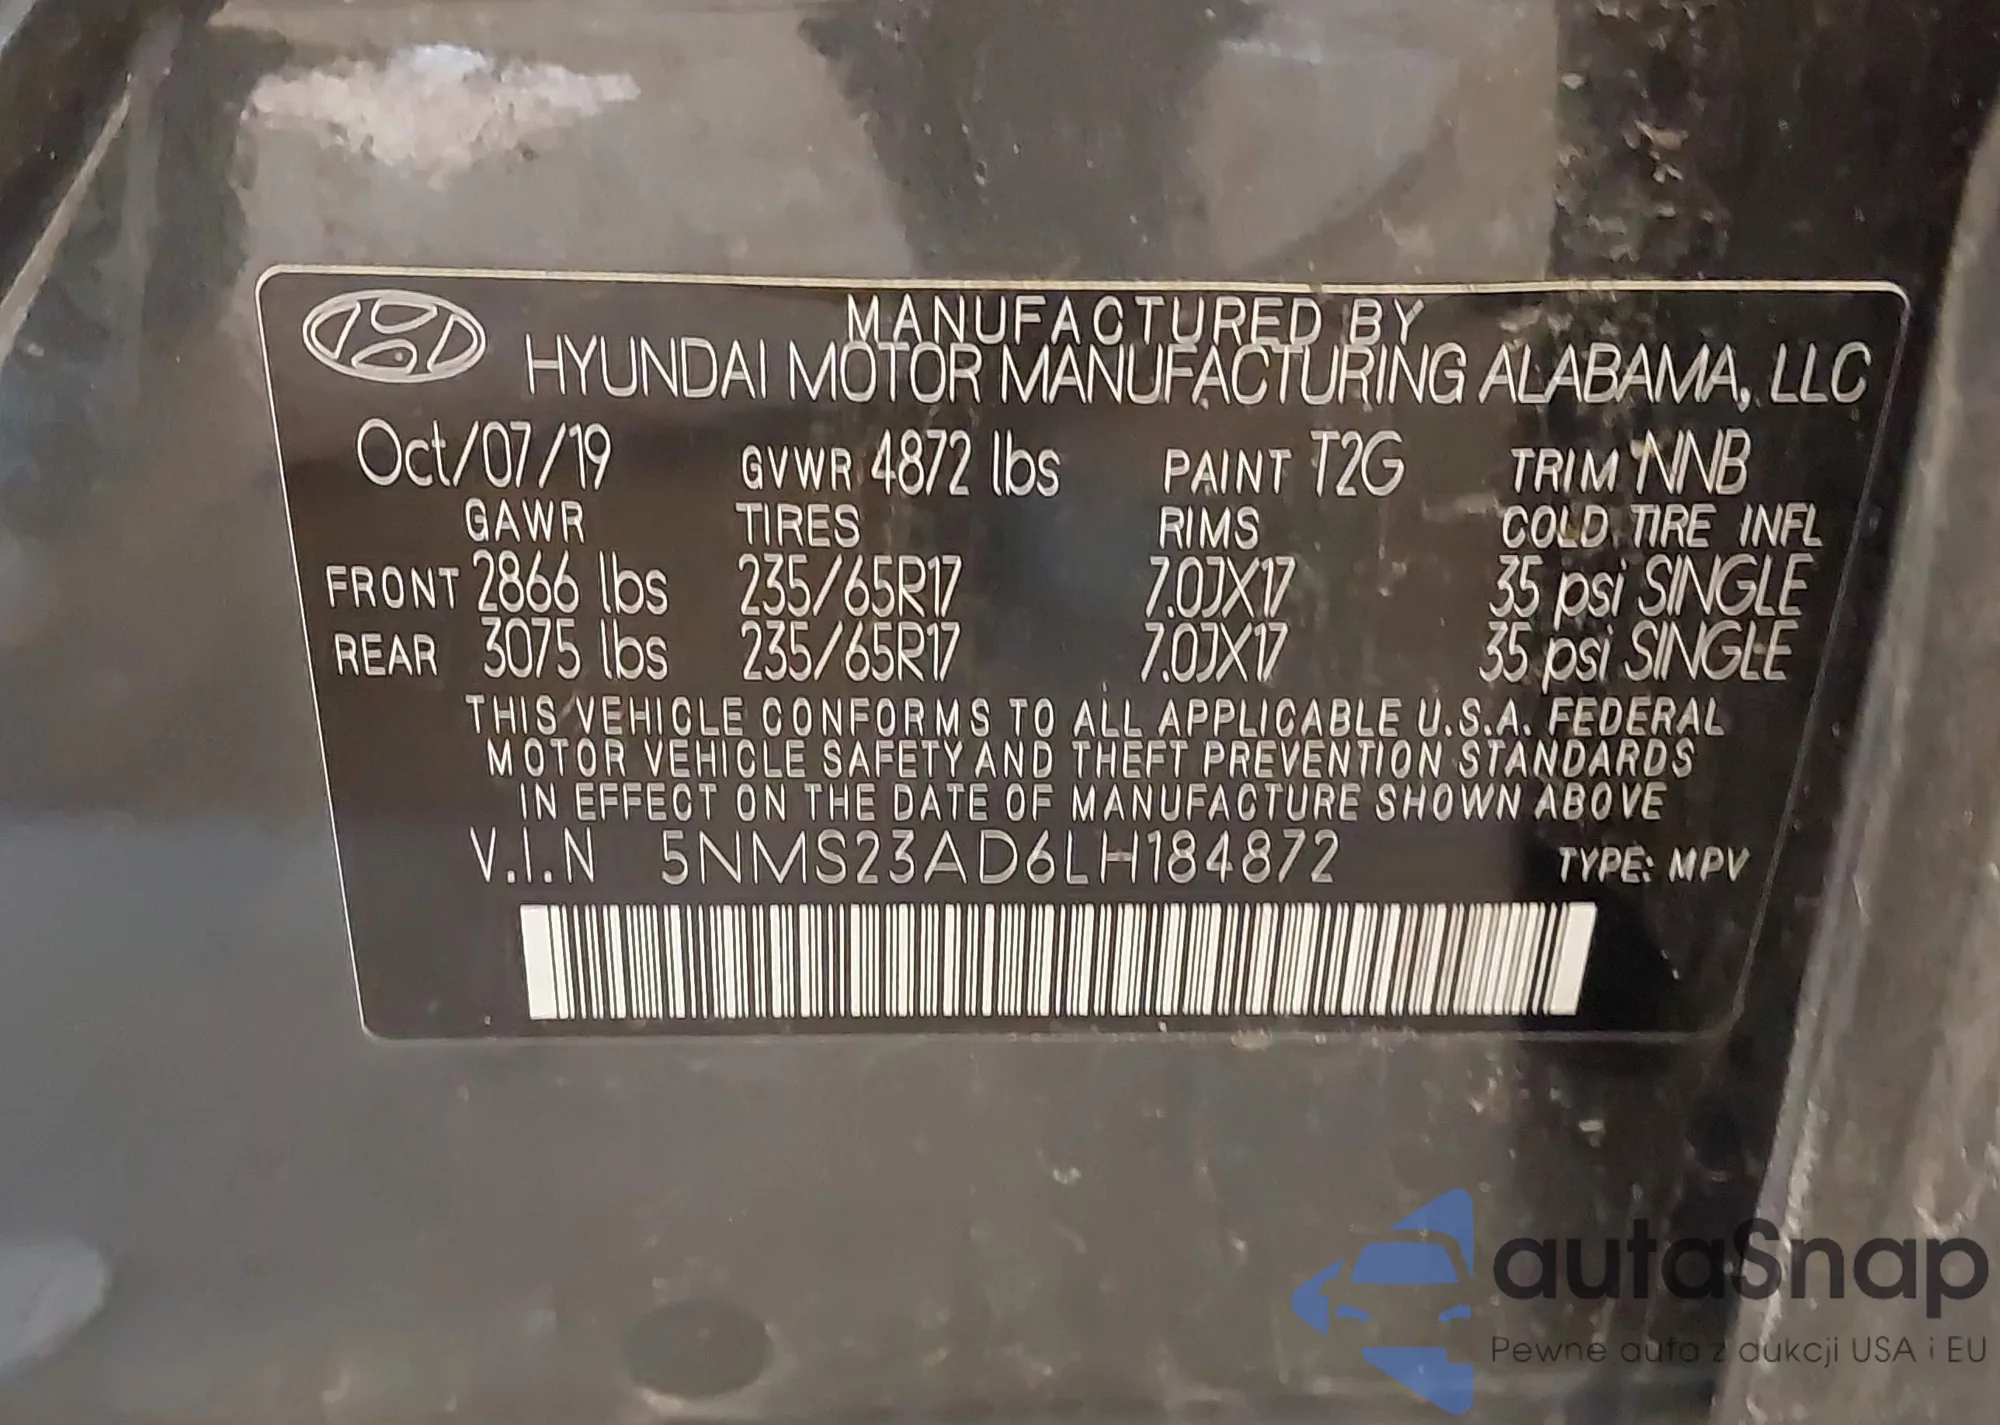 MANUFACTURED BY
HYUNDAI MOTOR MANUFACTURING ALABAMA, LLC
Oct/07/19 GVWR 4872 lbs PAINT T2G TRIM NNB
GAWR TIRES RIMS COLD TIRE INFL
FRONT 2866 lbs 235/65R17 7.0JX17 35 psi SINGLE
REAR 3075 lbs 235/65R17 7.0JX17 35 psi SINGLE
THIS VEHICLE CONFORMS TO ALL APPLICABLE U.S.A. FEDERAL
MOTOR VEHICLE SAFETY AND THEFT PREVENTION STANDARDS
IN EFFECT ON THE DATE OF MANUFACTURE SHOWN ABOVE
V.I.N 5NMS23AD6LH184872 TYPE: MPV
autaSnap
Pewne auta z aukcji USA i EU